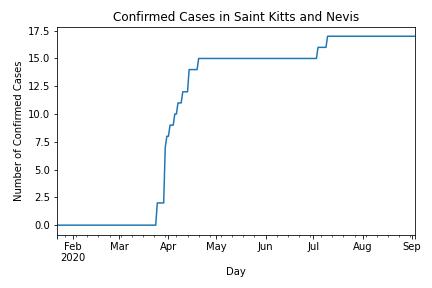 Confirmed Cases in Saint Kitts and Nevis
Number of Confirmed Cases
17.5
15.0
12.5
10.0
7.5
5.0
2.5
0.0
Feb Mar Apr May Jun Jul Aug Sep
2020
Day